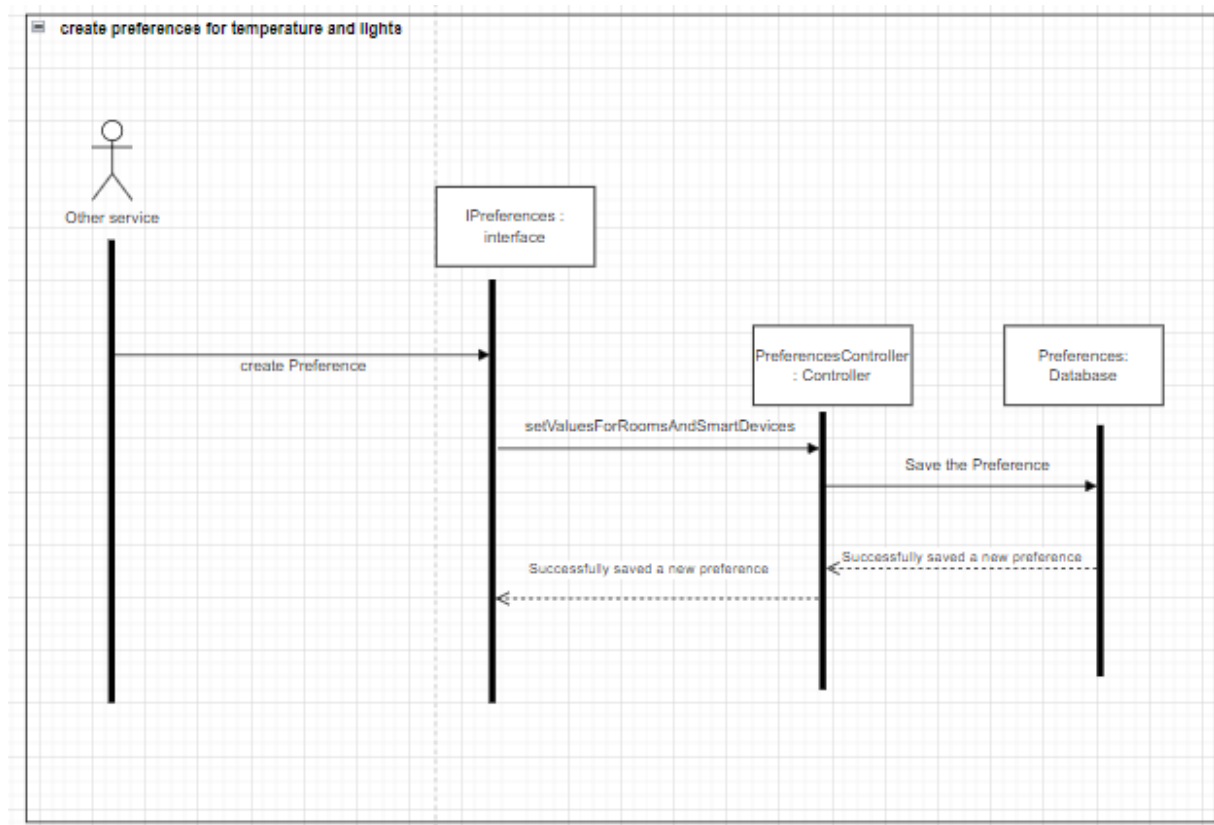 create preferences for temperature and lights
Other service
IPreferences :
interface
PreferencesController
: Controller
Preferences:
Database
create Preference
setValuesForRoomsAndSmartDevices
Save the Preference
Successfully saved a new preference
Successfully saved a new preference